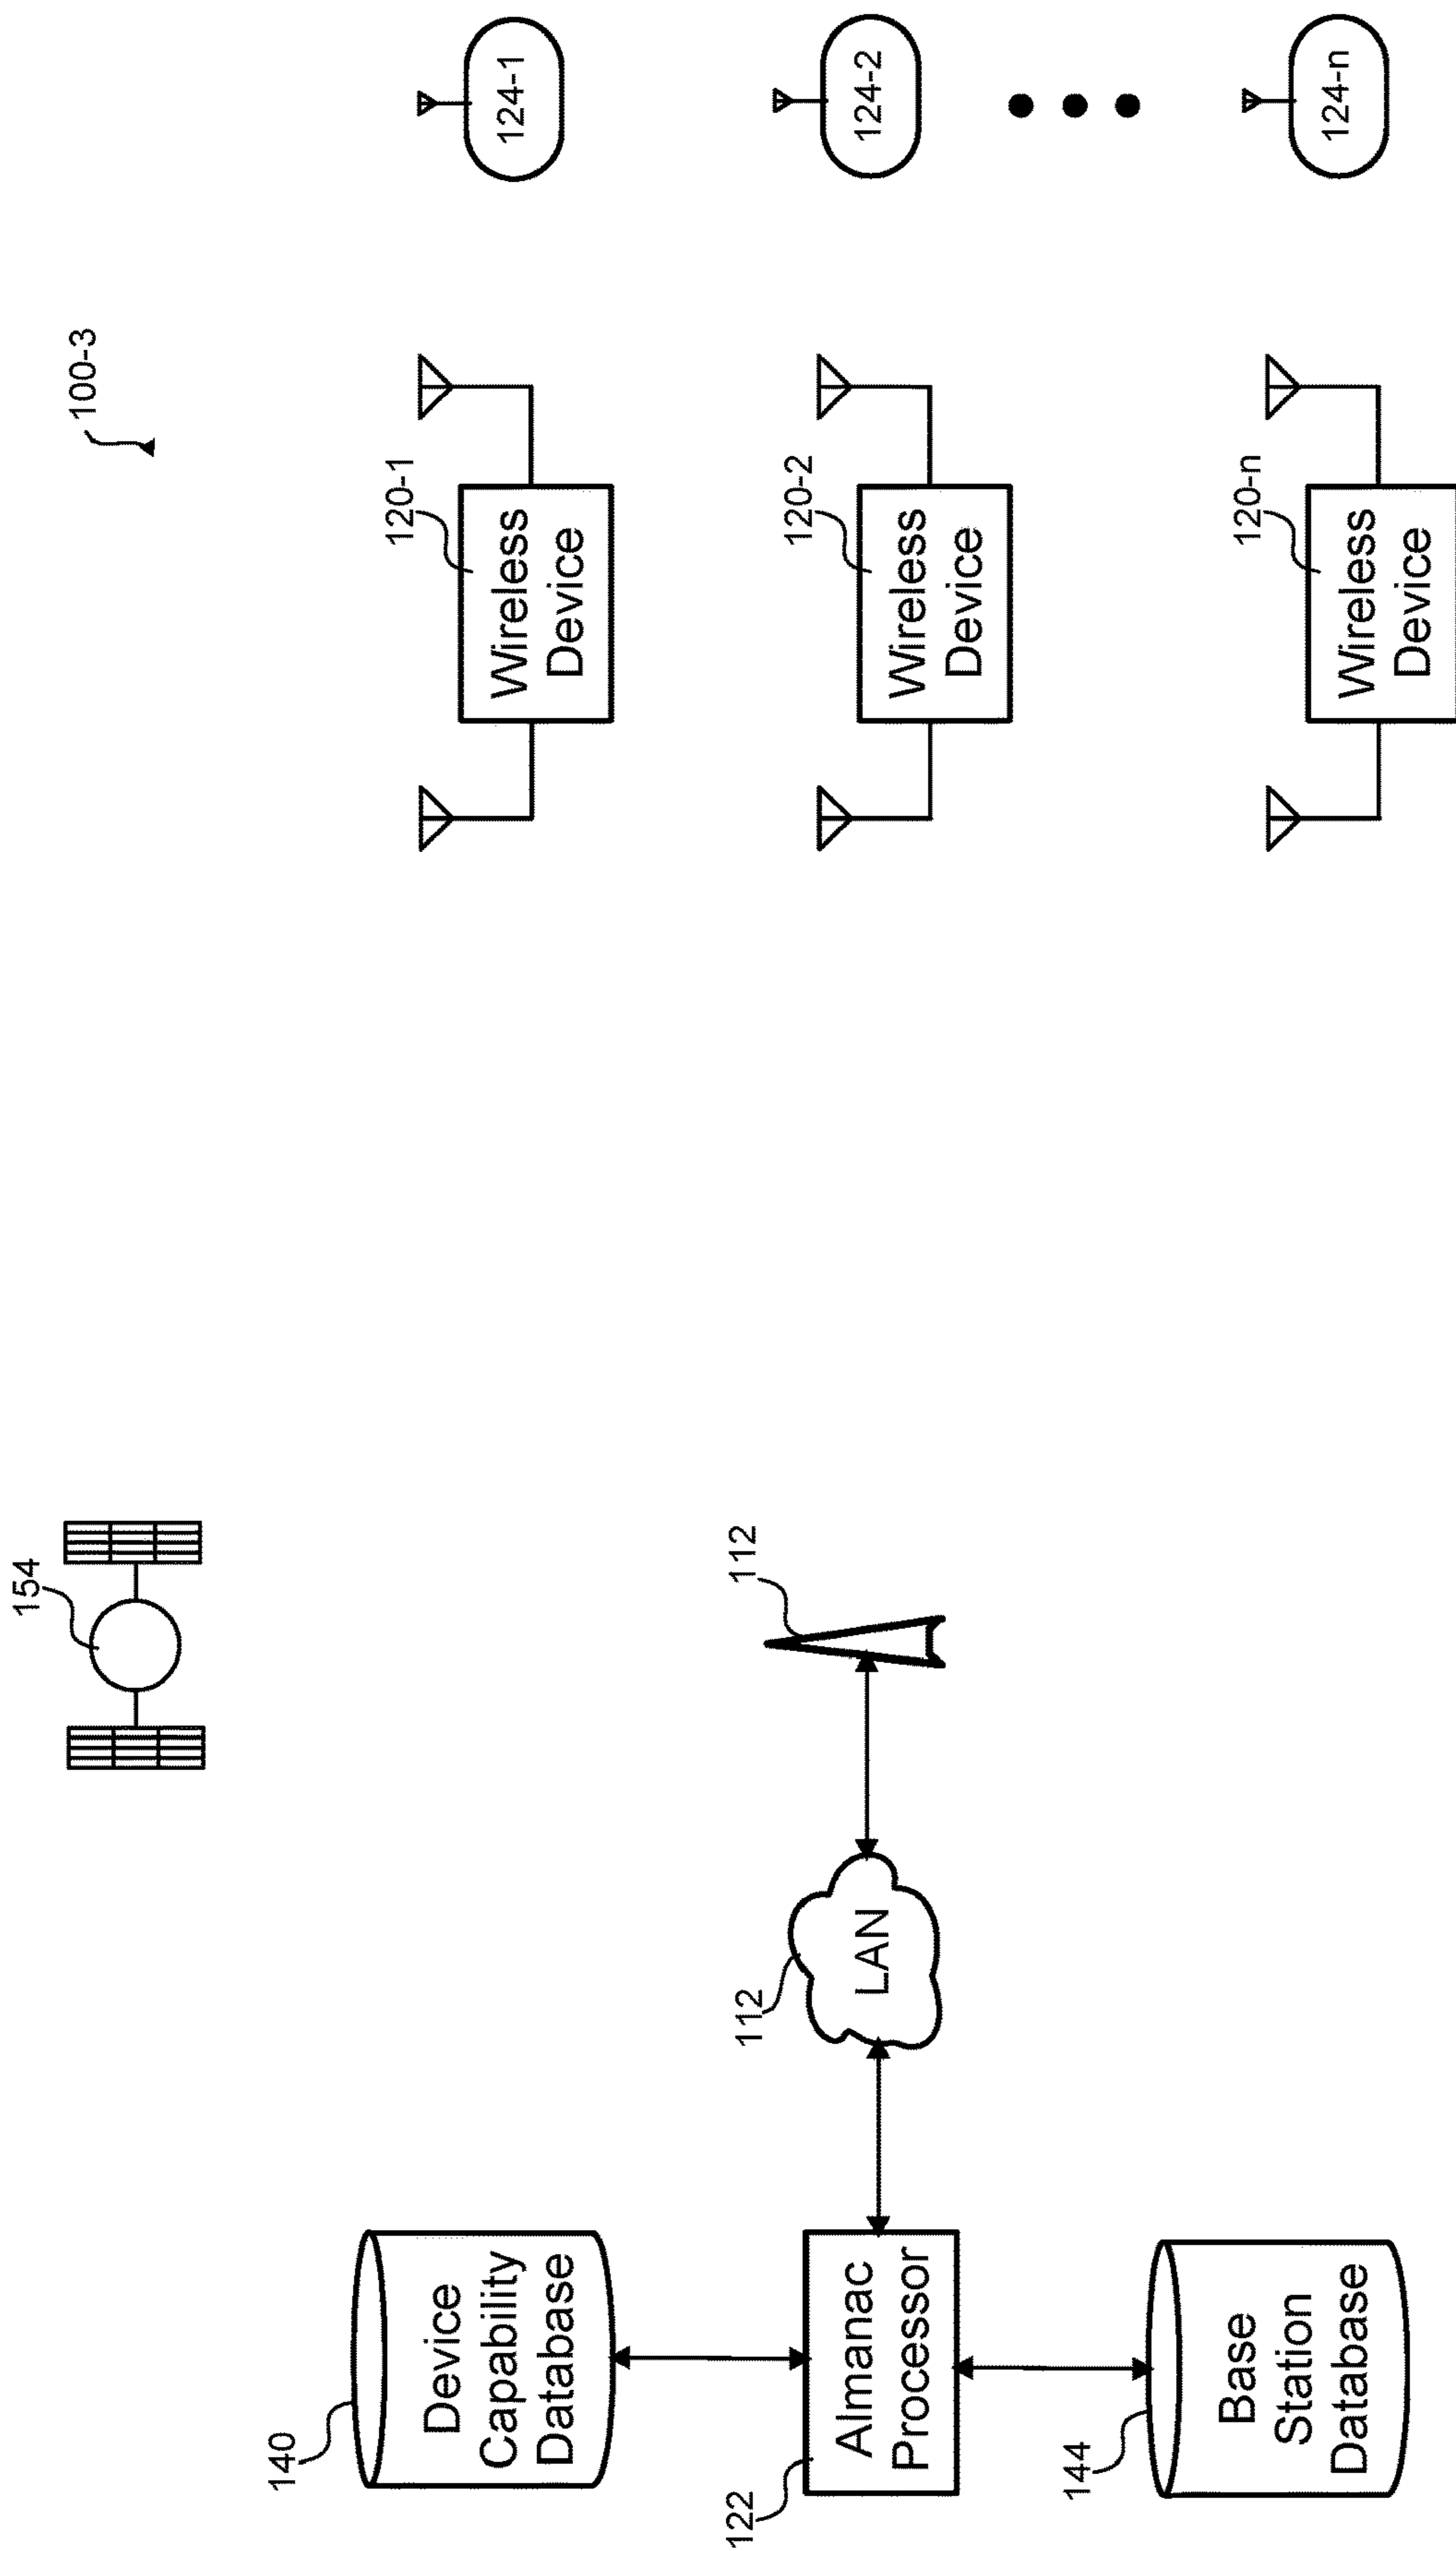 100-3
154
140
Device
Capability
Database
120-1
Wireless
Device
124-1
122
Almanac
Processor
112
LAN
112
120-2
Wireless
Device
124-2
144
Base
Station
Database
120-n
Wireless
Device
124-n